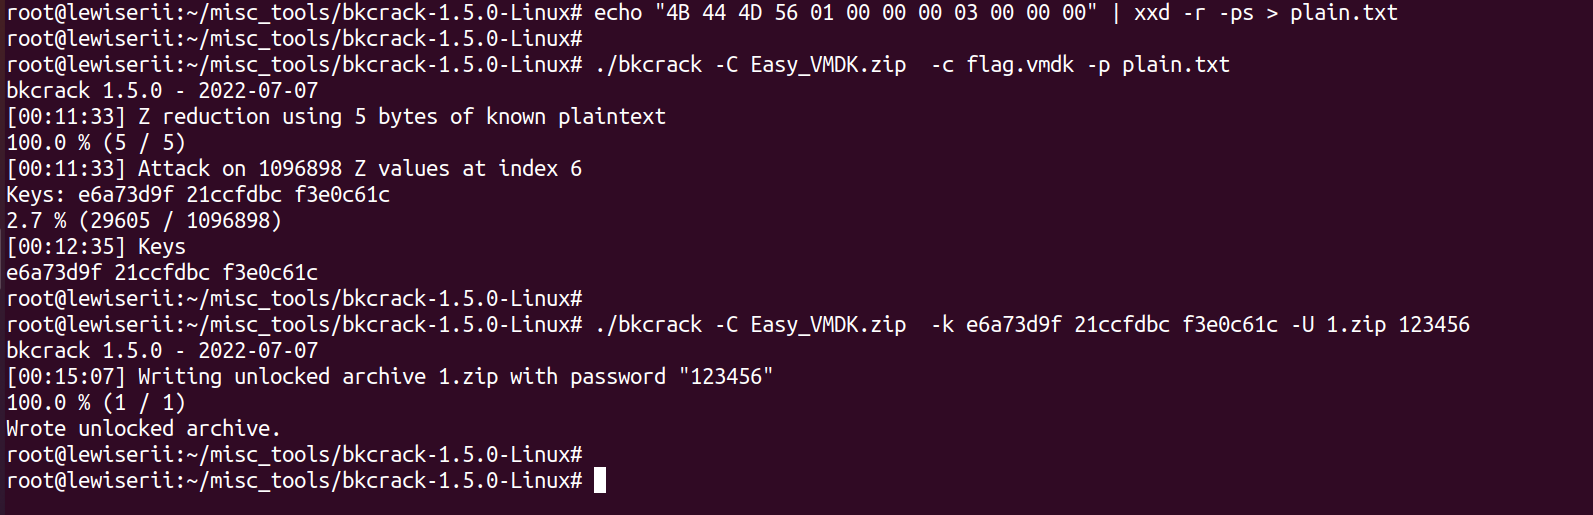 root@lewiserii:~/misc_tools/bkcrack-1.5.0-Linux# echo "4B 44 4D 56 01 00 00 00 03 00 00 00" | xxd -r -ps > plain.txt
root@lewiserii:~/misc_tools/bkcrack-1.5.0-Linux#
root@lewiserii:~/misc_tools/bkcrack-1.5.0-Linux# ./bkcrack -C Easy_VMDK.zip  -c flag.vmdk -p plain.txt
bkcrack 1.5.0 - 2022-07-07
[00:11:33] Z reduction using 5 bytes of known plaintext
100.0 % (5 / 5)
[00:11:33] Attack on 1096898 Z values at index 6
Keys: e6a73d9f 21ccfdbc f3e0c61c
2.7 % (29605 / 1096898)
[00:12:35] Keys
e6a73d9f 21ccfdbc f3e0c61c
root@lewiserii:~/misc_tools/bkcrack-1.5.0-Linux#
root@lewiserii:~/misc_tools/bkcrack-1.5.0-Linux# ./bkcrack -C Easy_VMDK.zip  -k e6a73d9f 21ccfdbc f3e0c61c -U 1.zip 123456
bkcrack 1.5.0 - 2022-07-07
[00:15:07] Writing unlocked archive 1.zip with password "123456"
100.0 % (1 / 1)
Wrote unlocked archive.
root@lewiserii:~/misc_tools/bkcrack-1.5.0-Linux#
root@lewiserii:~/misc_tools/bkcrack-1.5.0-Linux#